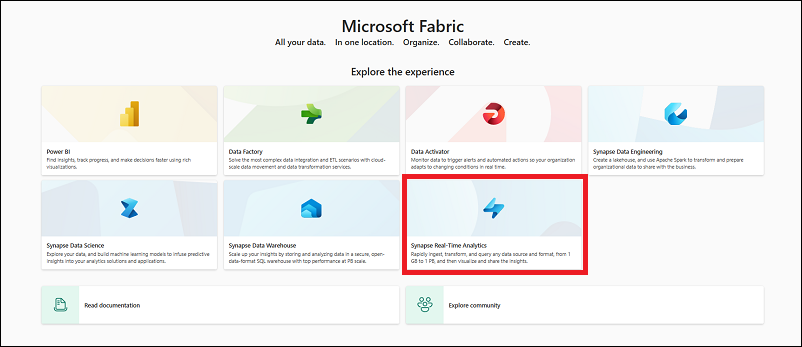 Microsoft Fabric
All your data. In one location. Organize. Collaborate. Create.
Explore the experience
Power BI
Find insights, track progress, and make decisions faster using rich
visualizations.
Data Factory
Solve the most complex data integration and ETL scenarios with cloud-
scale data movement and data transformation services.
Data Activator
Monitor data to trigger alerts and automated actions so your organization
adapts to changing conditions in real time.
Synapse Data Engineering
Create a lakehouse, and use Apache Spark to transform and prepare
organizational data to share with the business.
Synapse Data Science
Explore your data, and build machine learning models to infuse predictive
insights into your analytics solutions and applications.
Synapse Data Warehouse
Scale up your insights by storing and analyzing data in a secure, open-
data-format SQL warehouse with top performance at PB scale.
Synapse Real-Time Analytics
Rapidly ingest, transform, and query any data source and format, from 1
GB to 1 PB, and then visualize and share the insights.
Read documentation
Explore community